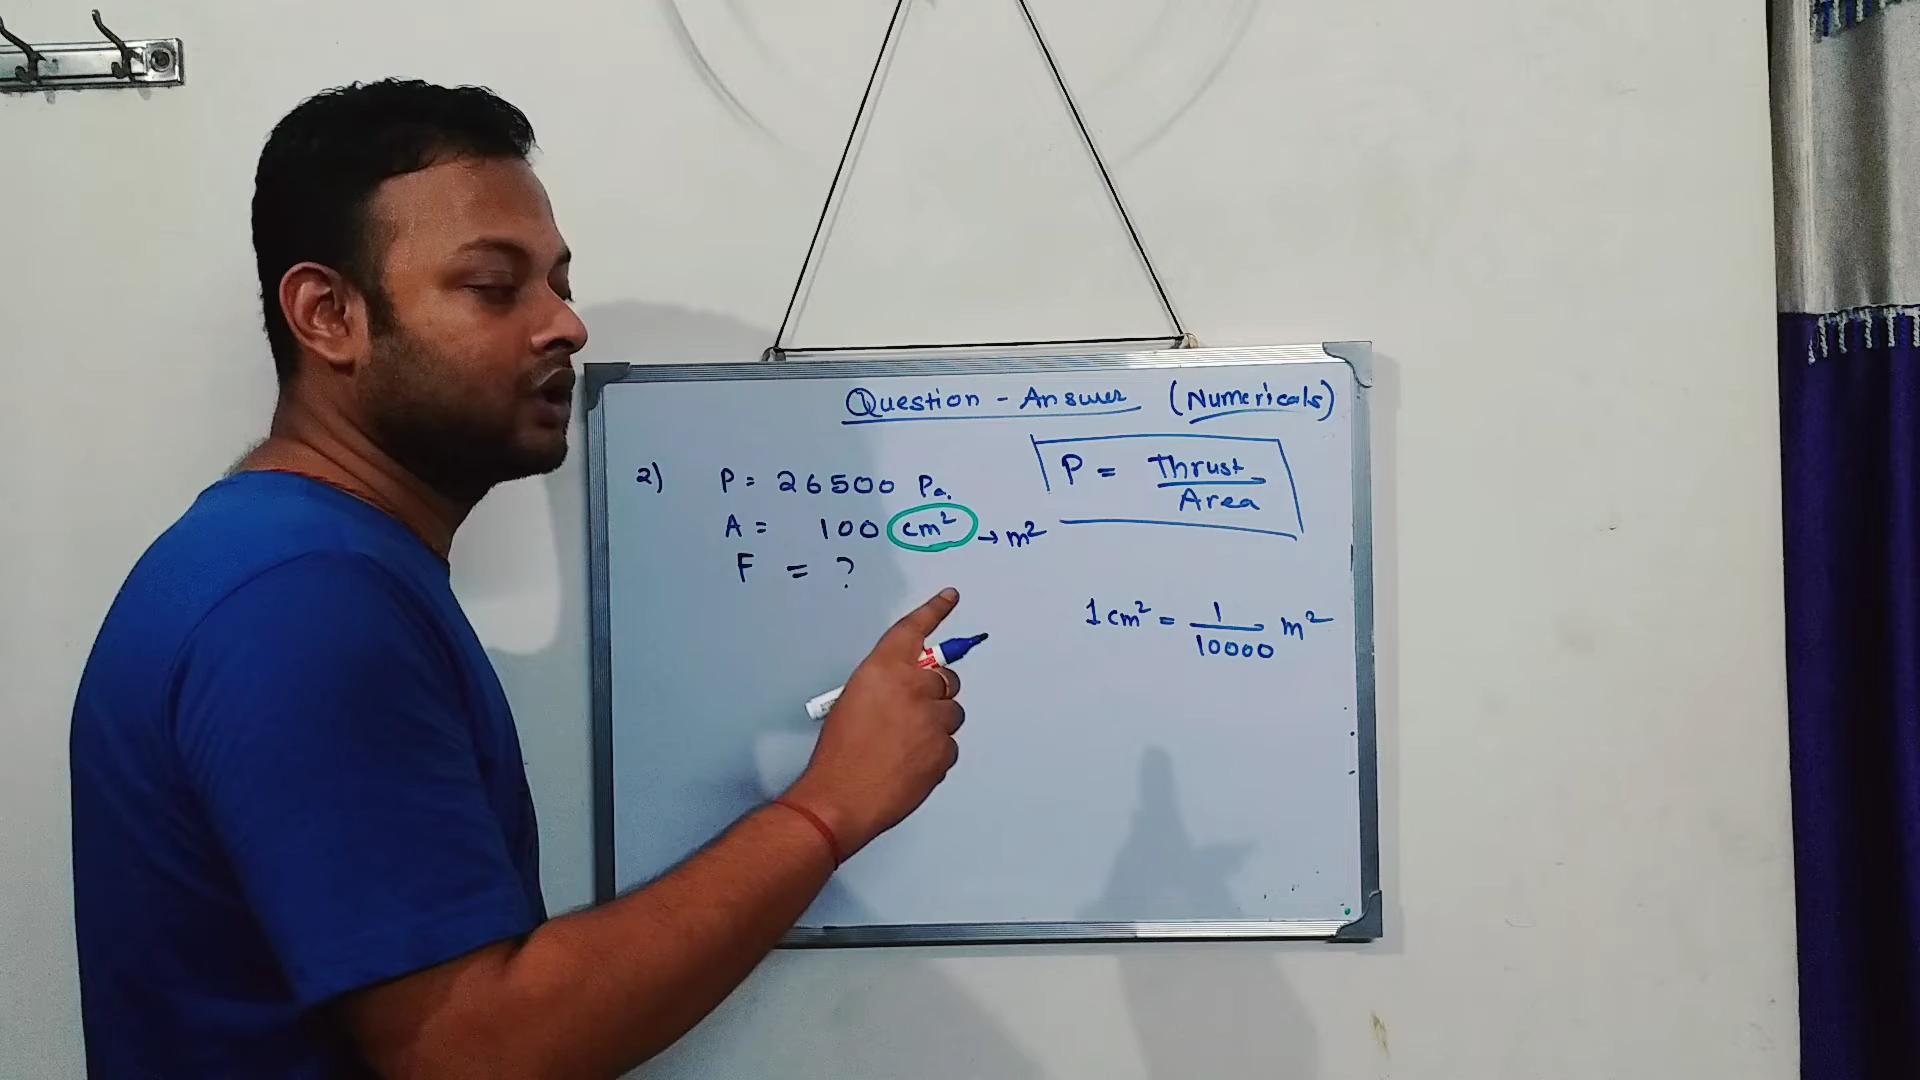 Question - Answer (Numericals)
P = Thrust / Area
2) P = 26500 Pa.
A = 100 cm² → m²
F = ?
1 cm² = 1/10000 m²